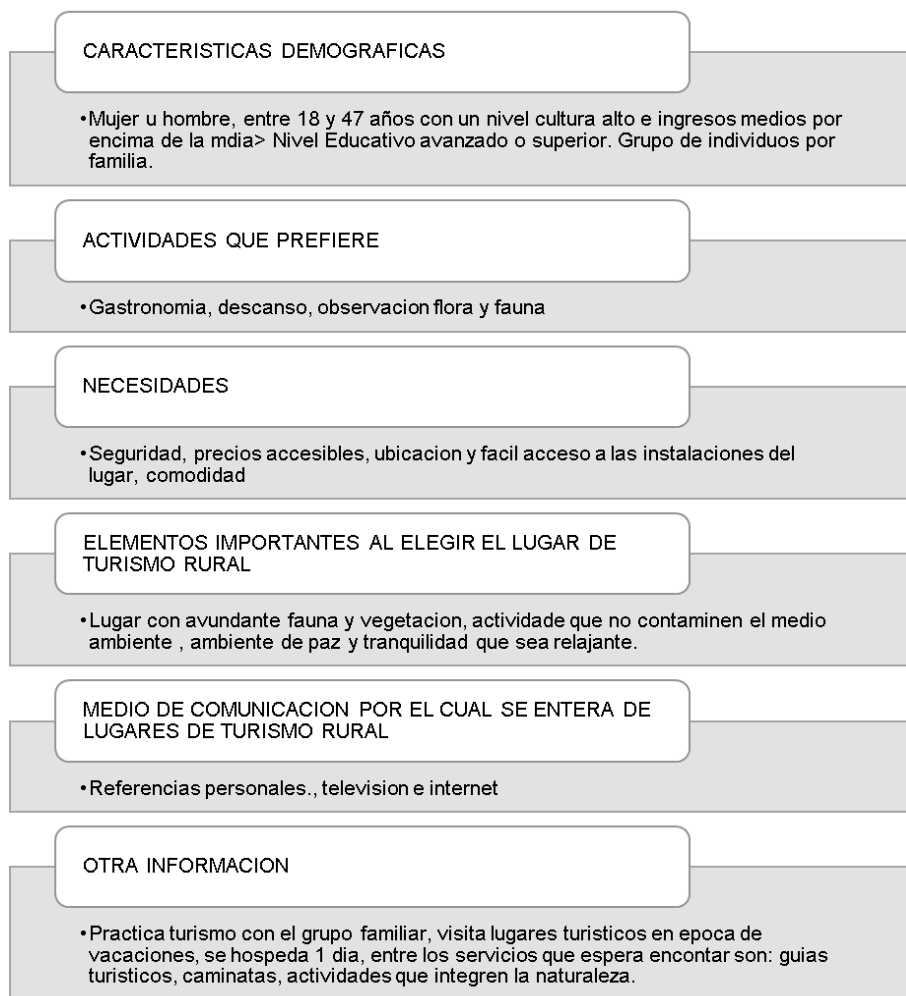 CARACTERISTICAS DEMOGRAFICAS
•Mujer u hombre, entre 18 y 47 años con un nivel cultura alto e ingresos medios por
encima de la mdia> Nivel Educativo avanzado o superior. Grupo de individuos por
familia.
ACTIVIDADES QUE PREFIERE
•Gastronomia, descanso, observacion flora y fauna
NECESIDADES
•Seguridad, precios accesibles, ubicacion y facil acceso a las instalaciones del
lugar, comodidad
ELEMENTOS IMPORTANTES AL ELEGIR EL LUGAR DE
TURISMO RURAL
•Lugar con avundante fauna y vegetacion, actividade que no contaminen el medio
ambiente , ambiente de paz y tranquilidad que sea relajante.
MEDIO DE COMUNICACION POR EL CUAL SE ENTERA DE
LUGARES DE TURISMO RURAL
•Referencias personales., television e internet
OTRA INFORMACION
•Practica turismo con el grupo familiar, visita lugares turisticos en epoca de
vacaciones, se hospeda 1 dia, entre los servicios que espera encontar son: guias
turisticos, caminatas, actividades que integren la naturaleza.